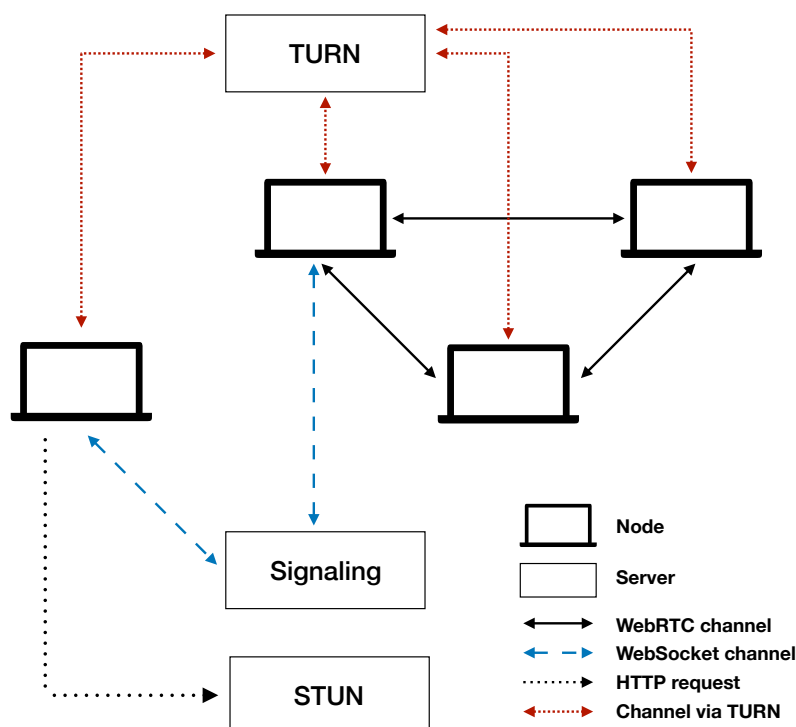 TURN
Signaling
STUN
Node
Server
WebRTC channel
WebSocket channel
HTTP request
Channel via TURN